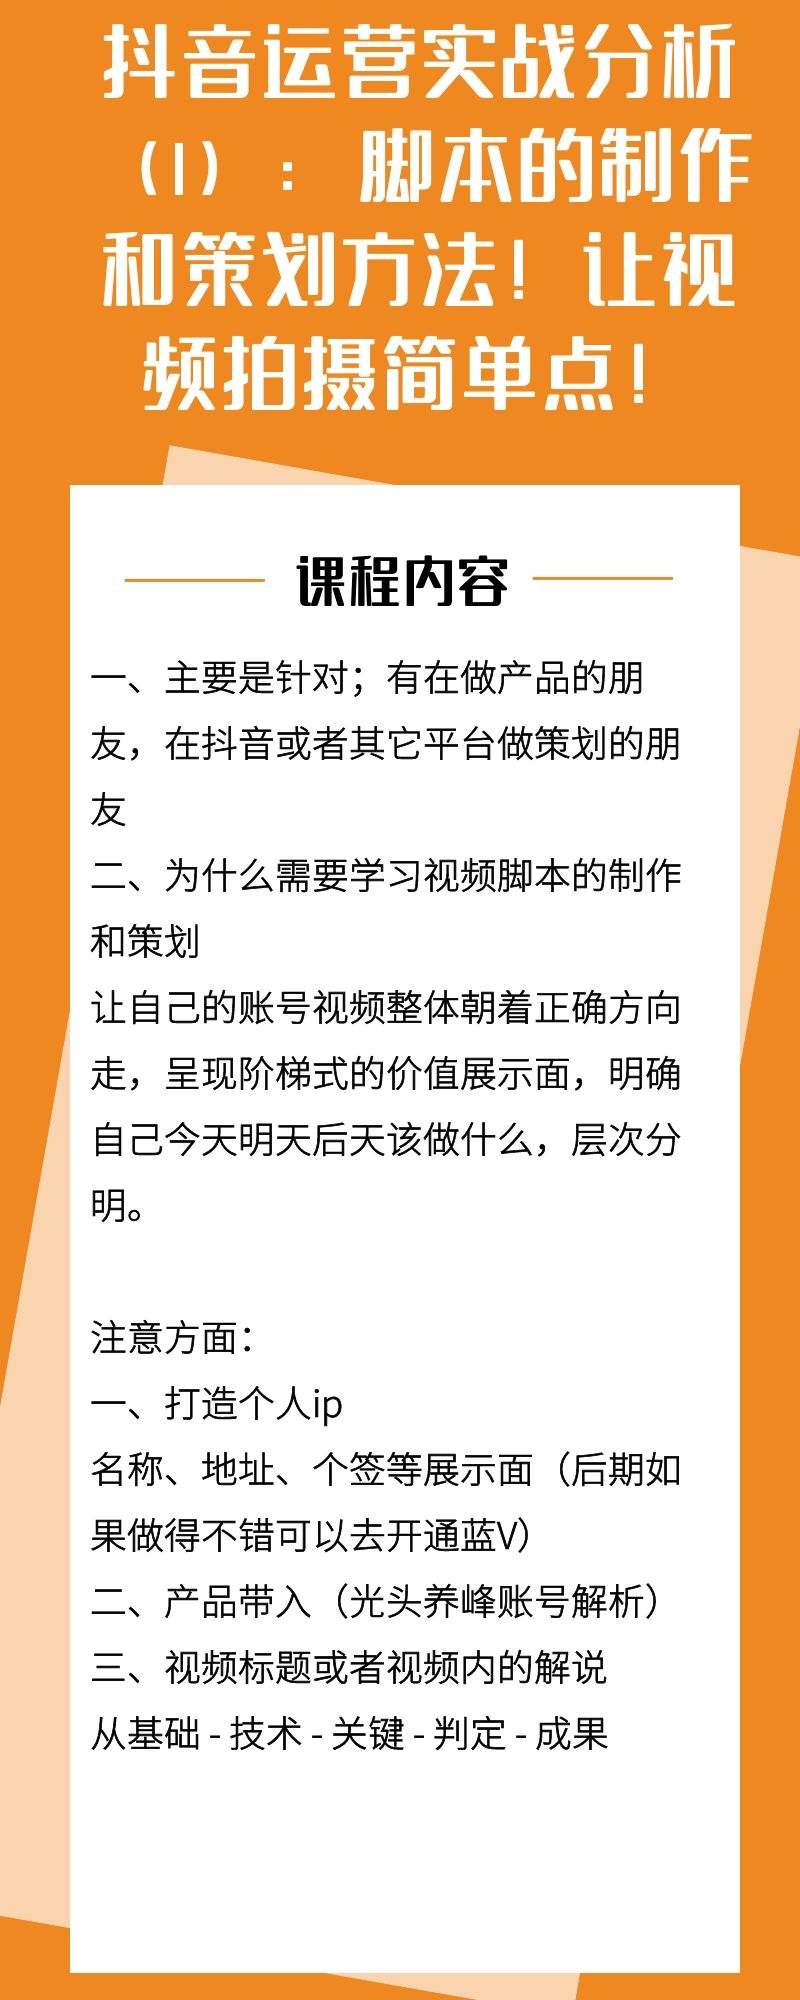 抖音运营实战分析
（1）：脚本的制作
和策划方法！让视
频拍摄简单点！
课程内容
一、主要是针对；有在做产品的朋
友，在抖音或者其它平台做策划的朋
友
二、为什么需要学习视频脚本的制作
和策划
让自己的账号视频整体朝着正确方向
走，呈现阶梯式的价值展示面，明确
自己今天明天后天该做什么，层次分
明。
注意方面：
一、打造个人ip
名称、地址、个签等展示面（后期如
果做得不错可以去开通蓝V）
二、产品带入（光头养峰账号解析）
三、视频标题或者视频内的解说
从基础 - 技术 - 关键 - 判定 - 成果